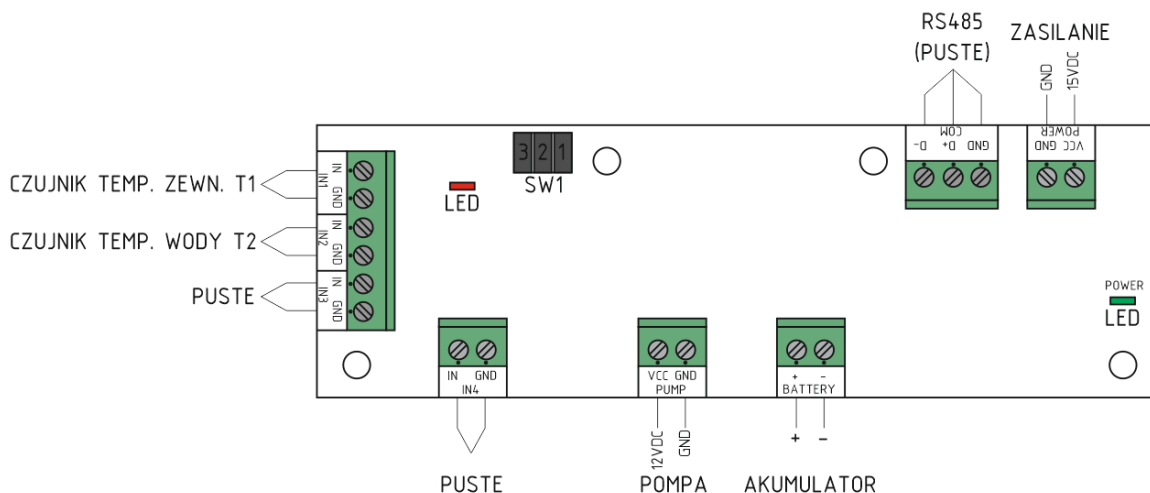 RS485
(PUSTE)
ZASILANIE
GND
15VDC
D-
D+
GND
COM
GND
VCC
POWER
3 2 1
SW1
LED
CZUJNIK TEMP. ZEWN. T1
IN
GND
IN1
CZUJNIK TEMP. WODY T2
IN
GND
IN2
PUSTE
IN
GND
IN3
POWER
LED
IN GND
IN4
VCC GND
PUMP
+ -
BATTERY
12VDC
GND
+ -
PUSTE
POMPA
AKUMULATOR